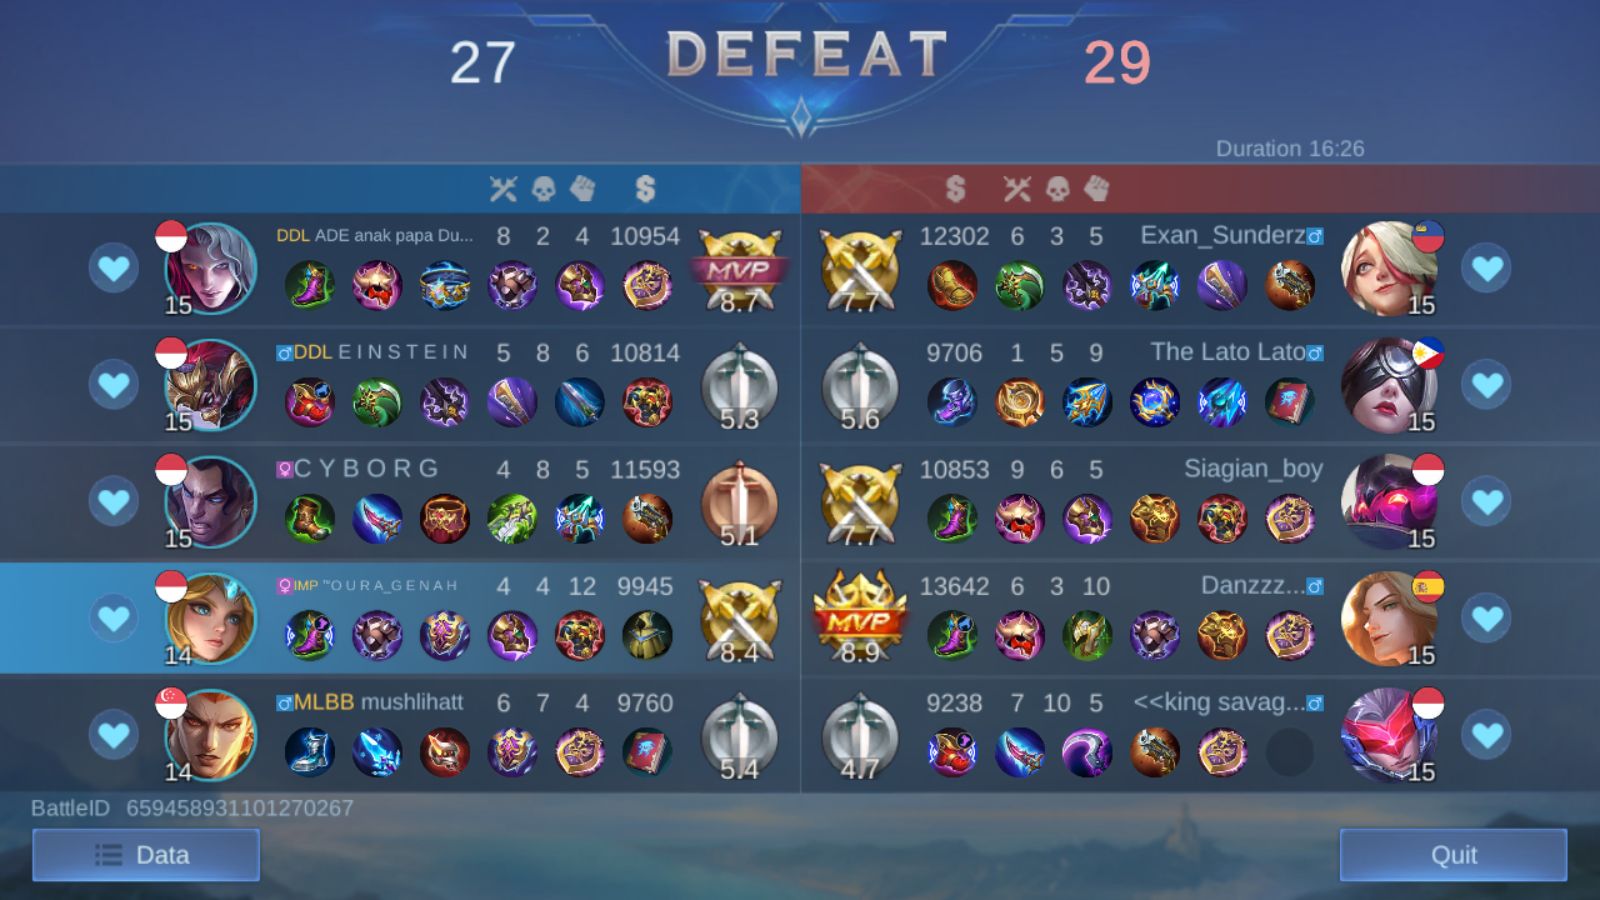 27 DEFEAT 29
Duration 16:26
DDL ADE anak papa Du... 8 2 4 10954 MVP 8.7 15
7.7 12302 6 3 5 Exan_Sunderz 15
DDL E I N S T E I N 5 8 6 10814 5.3 15
5.6 9706 1 5 9 The Lato Lato 15
C Y B O R G 4 8 5 11593 5.1 15
7.7 10853 9 6 5 Siagian_boy 15
IMP ™O U R A_G E N A H 4 4 12 9945 8.4 14
MVP 8.9 13642 6 3 10 Danzzz... 15
MLBB mushlihatt 6 7 4 9760 5.4 14
4.7 9238 7 10 5 <<king savag... 15
BattleID 659458931101270267
Data
Quit